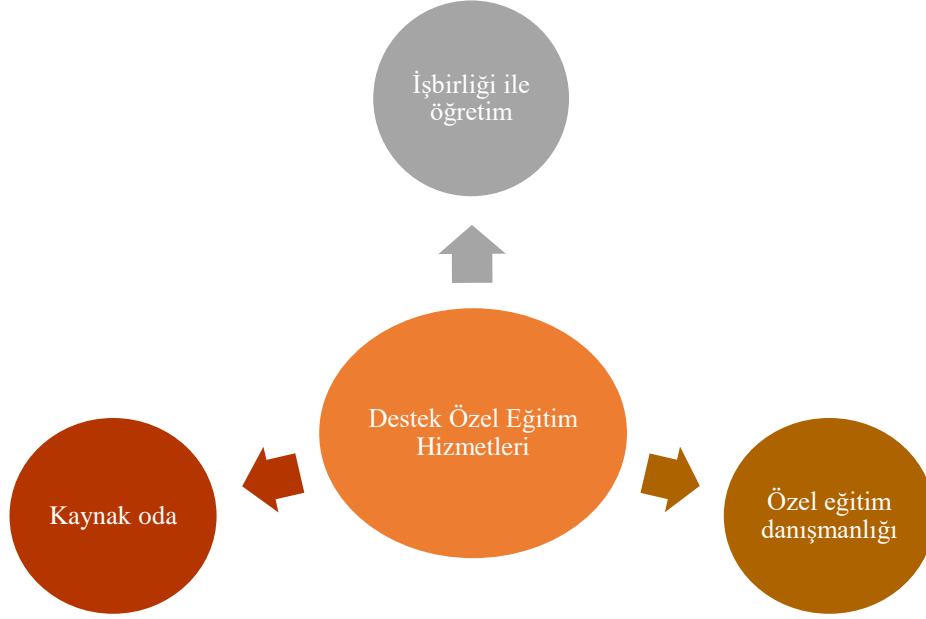 İşbirliği ile
öğretim
Destek Özel Eğitim
Hizmetleri
Kaynak oda
Özel eğitim
danışmanlığı